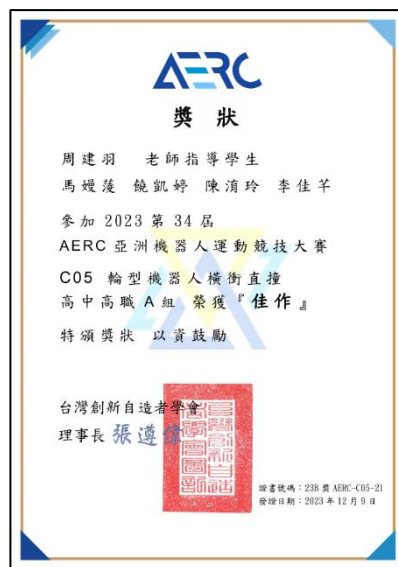 AERC
獎 狀
周建羽 老師指導學生
馬嫚蓤 饒凱婷 陳淯玲 李佳芊
參加 2023 第 34 屆
AERC 亞洲機器人運動競技大賽
C05 輪型機器人橫衝直撞
高中高職 A 組 榮獲『佳作』
特頒獎狀 以資鼓勵
台灣創新自造者學會
理事長 張遵偉
證書號碼：23B 獎 AERC-C05-21
發證日期：2023 年 12 月 9 日